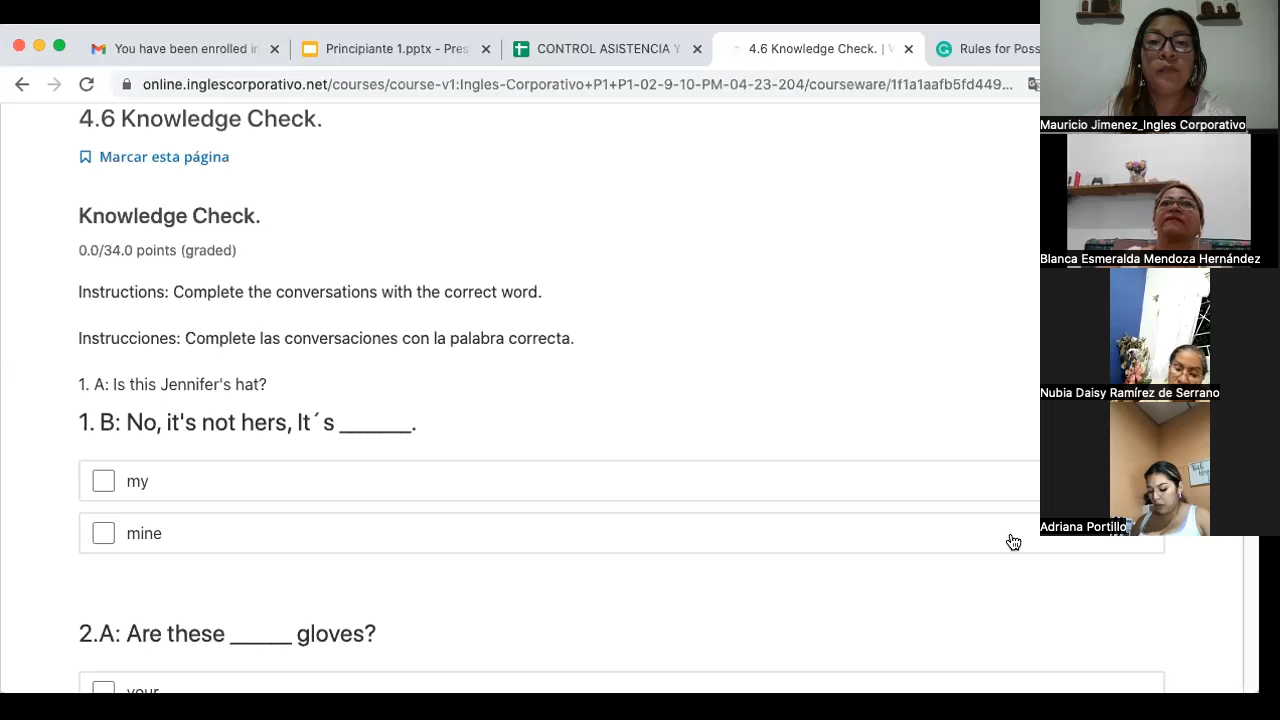 You have been enrolled in
Principiante 1.pptx - Pres
CONTROL ASISTENCIA Y
4.6 Knowledge Check. |
Rules for Poss
online.inglescorporativo.net/courses/course-v1:Ingles-Corporativo+P1+P1-02-9-10-PM-04-23-204/courseware/1f1a1aafb5fd449...
4.6 Knowledge Check.
Marcar esta página
Knowledge Check.
0.0/34.0 points (graded)
Instructions: Complete the conversations with the correct word.
Instrucciones: Complete las conversaciones con la palabra correcta.
1. A: Is this Jennifer's hat?
1. B: No, it's not hers, It´s _______.
my
mine
2.A: Are these ______ gloves?
your
Mauricio Jimenez_Ingles Corporativo
Blanca Esmeralda Mendoza Hernández
Nubia Daisy Ramírez de Serrano
Adriana Portillo